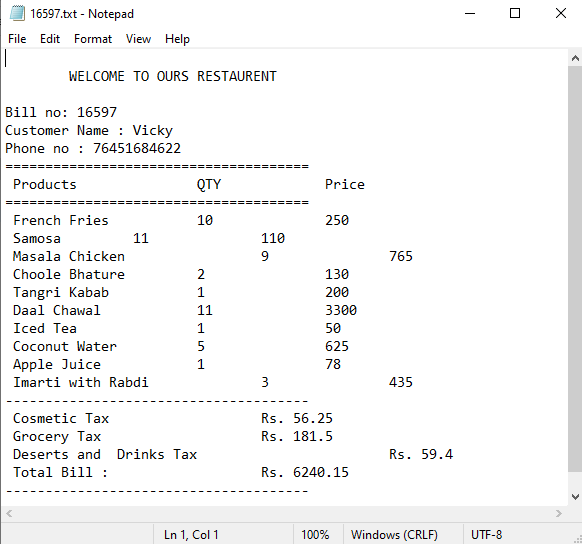 16597.txt - Notepad
File Edit Format View Help
WELCOME TO OURS RESTAURENT
Bill no: 16597
Customer Name : Vicky
Phone no : 76451684622
=====================================
Products QTY Price
=====================================
French Fries 10 250
Samosa 11 110
Masala Chicken 9 765
Choole Bhature 2 130
Tangri Kabab 1 200
Daal Chawal 11 3300
Iced Tea 1 50
Coconut Water 5 625
Apple Juice 1 78
Imarti with Rabdi 3 435
-------------------------------------
Cosmetic Tax Rs. 56.25
Grocery Tax Rs. 181.5
Deserts and  Drinks Tax Rs. 59.4
Total Bill : Rs. 6240.15
-------------------------------------
Ln 1, Col 1 100% Windows (CRLF) UTF-8